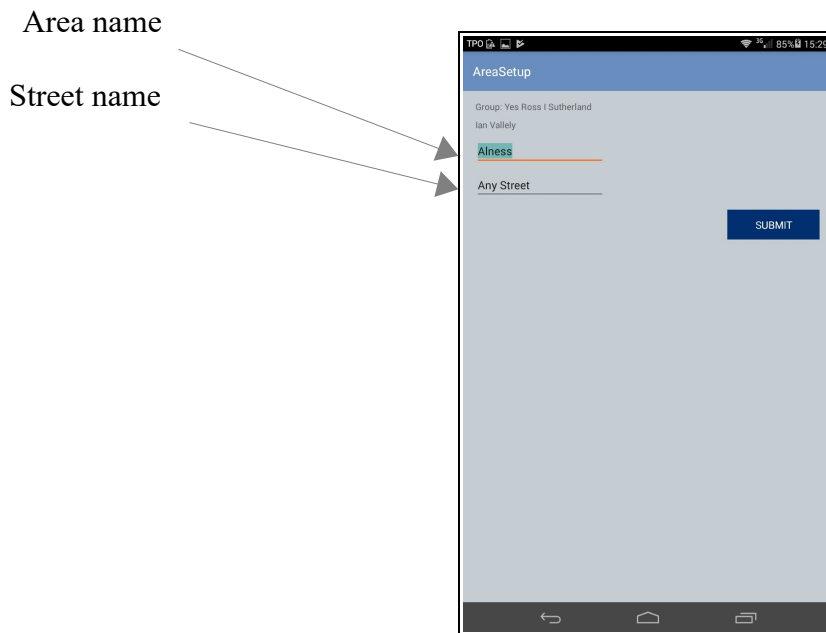 Area name
Street name
TPO 3G 85% 15:29
AreaSetup
Group: Yes Ross I Sutherland
Ian Vallely
Alness
Any Street
SUBMIT